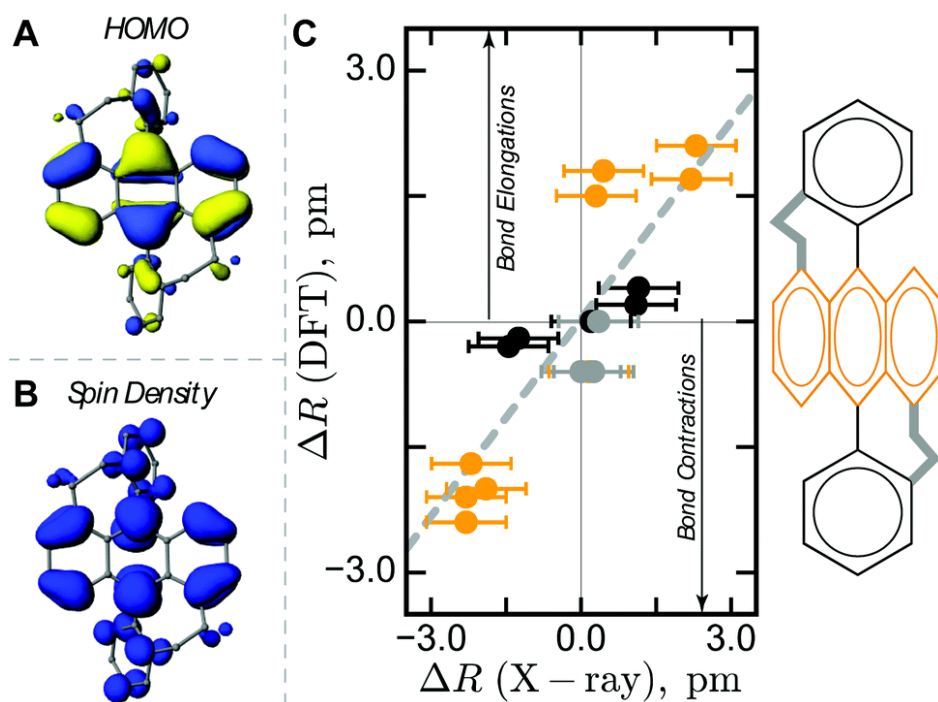 A
HOMO
B
Spin Density
C
3.0
0.0
−3.0
ΔR (DFT), pm
Bond Elongations
Bond Contractions
−3.0
0.0
3.0
ΔR (X − ray), pm